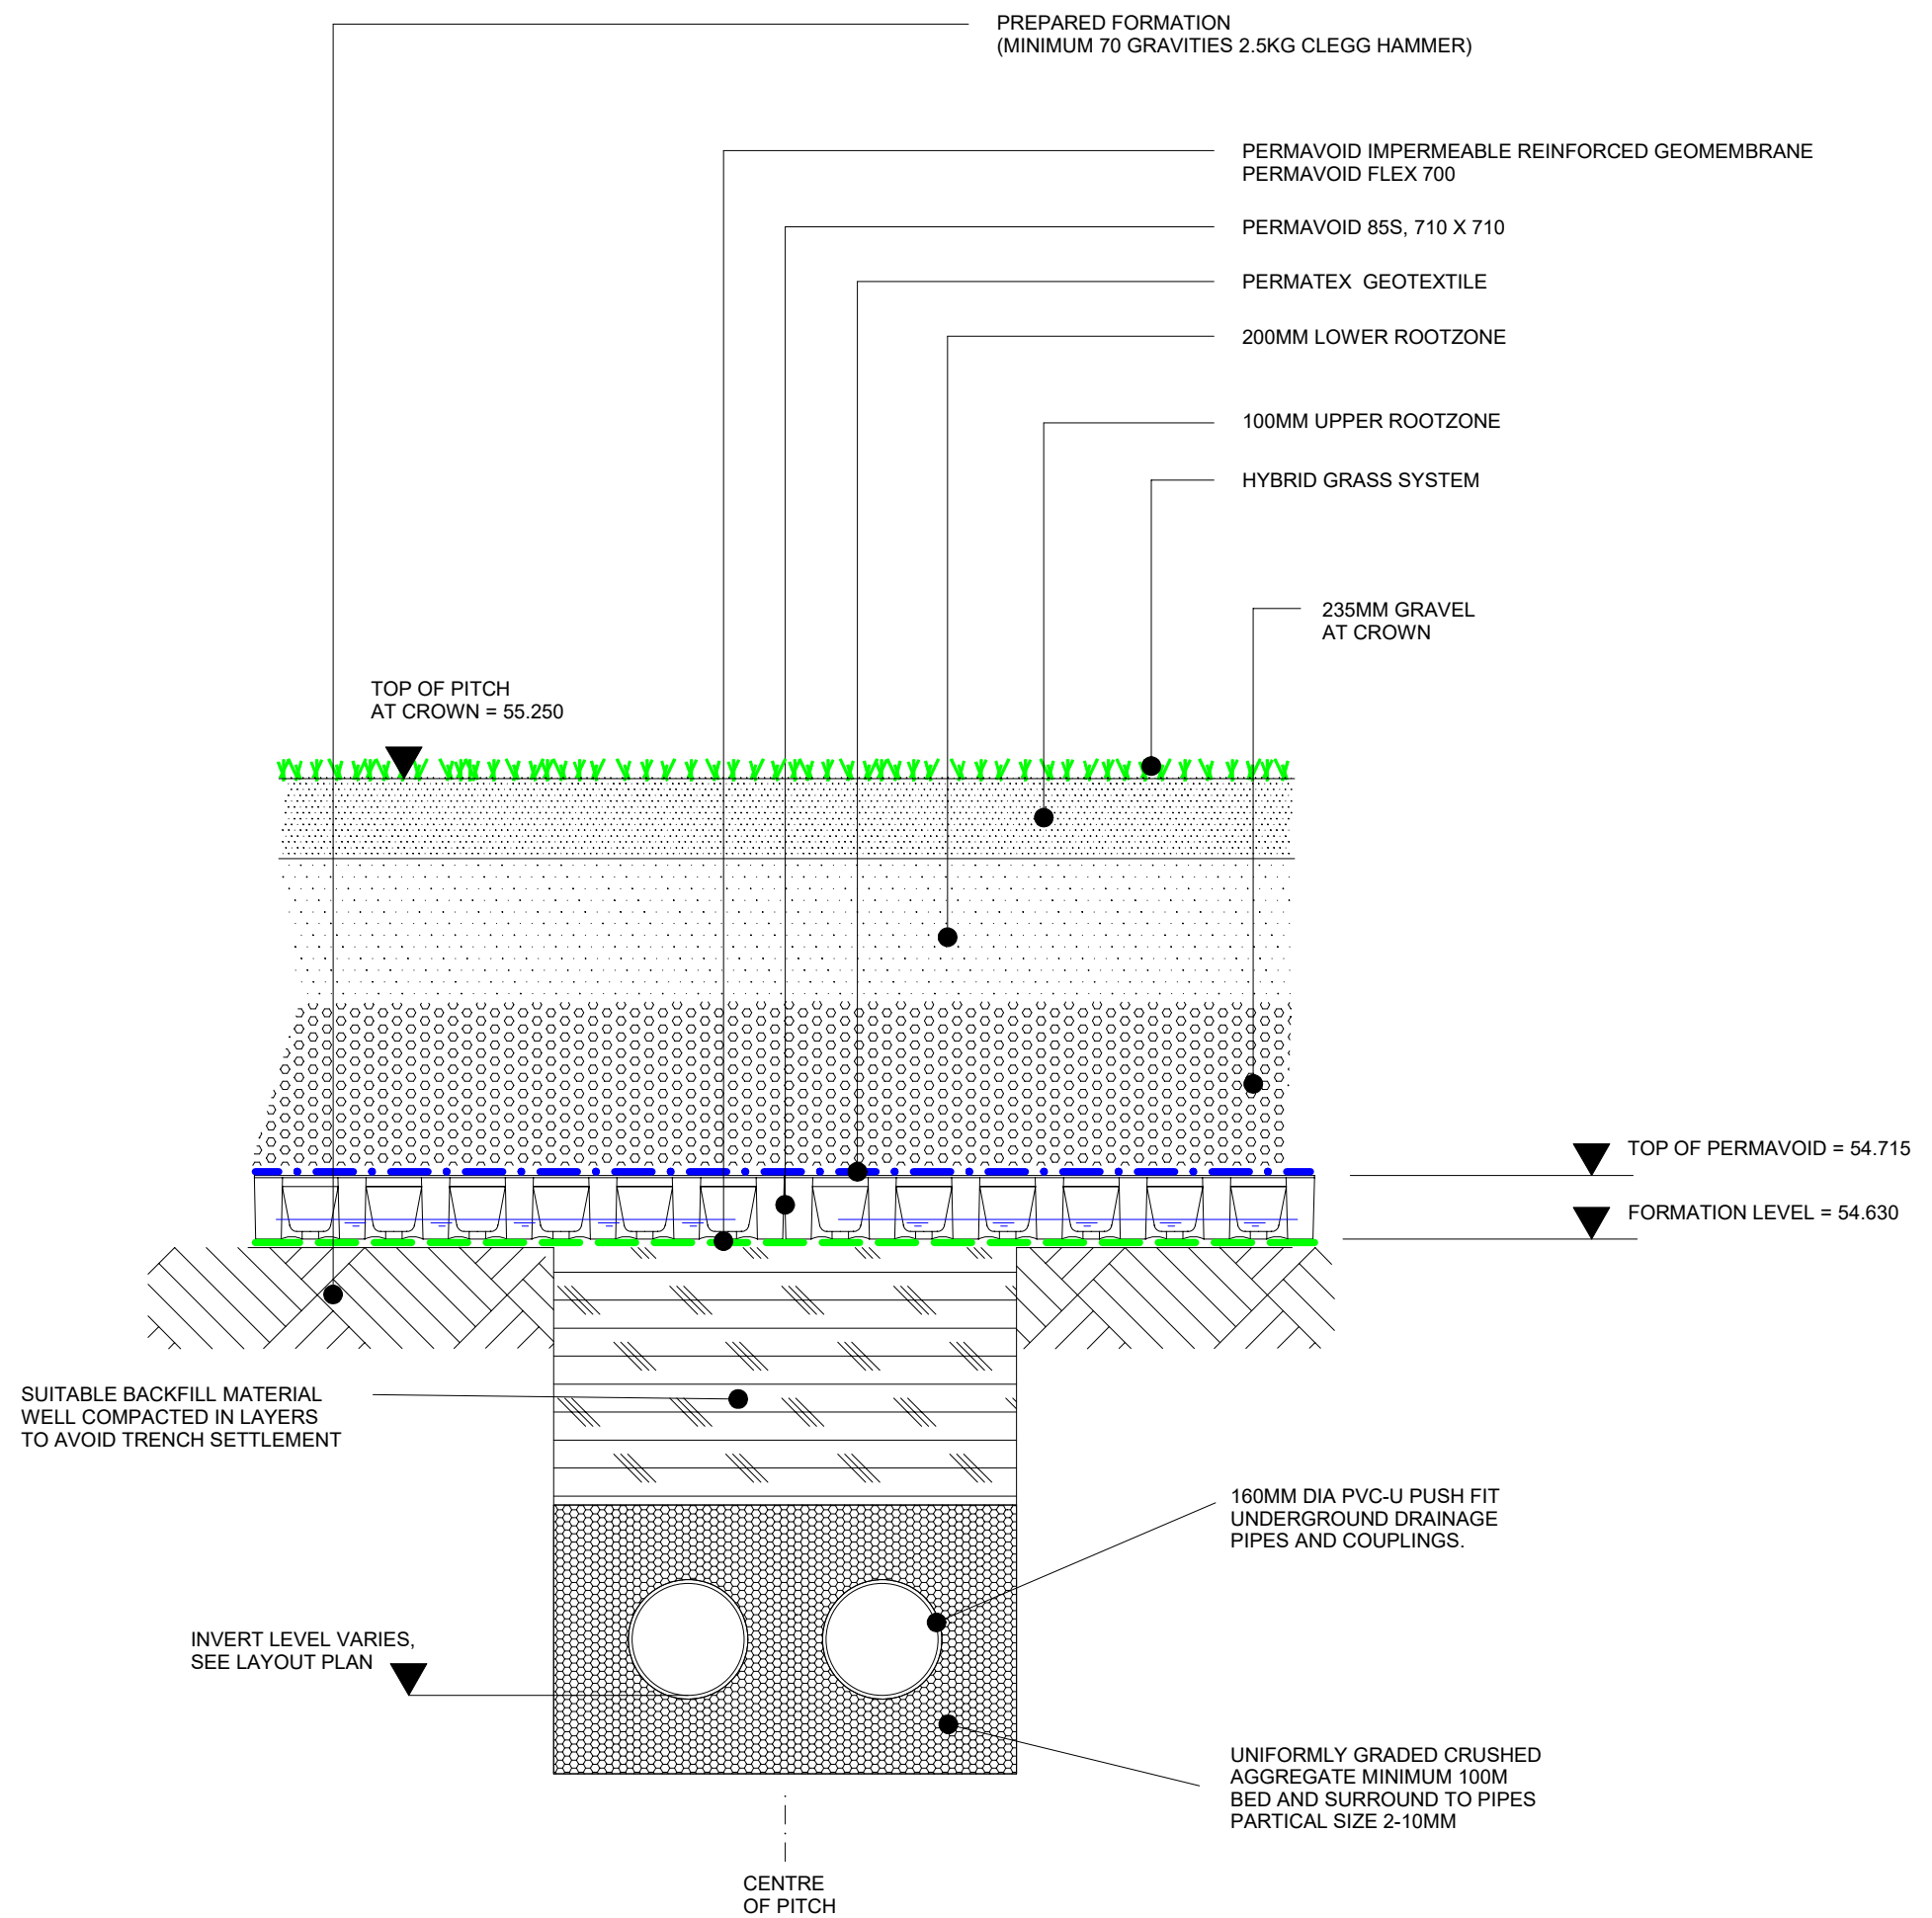 PREPARED FORMATION
(MINIMUM 70 GRAVITIES 2.5KG CLEGG HAMMER)
PERMAVOID IMPERMEABLE REINFORCED GEOMEMBRANE
PERMAVOID FLEX 700
PERMAVOID 85S, 710 X 710
PERMATEX GEOTEXTILE
200MM LOWER ROOTZONE
100MM UPPER ROOTZONE
HYBRID GRASS SYSTEM
235MM GRAVEL
AT CROWN
TOP OF PITCH
AT CROWN = 55.250
TOP OF PERMAVOID = 54.715
FORMATION LEVEL = 54.630
SUITABLE BACKFILL MATERIAL
WELL COMPACTED IN LAYERS
TO AVOID TRENCH SETTLEMENT
160MM DIA PVC-U PUSH FIT
UNDERGROUND DRAINAGE
PIPES AND COUPLINGS.
INVERT LEVEL VARIES,
SEE LAYOUT PLAN
UNIFORMLY GRADED CRUSHED
AGGREGATE MINIMUM 100M
BED AND SURROUND TO PIPES
PARTICAL SIZE 2-10MM
CENTRE
OF PITCH